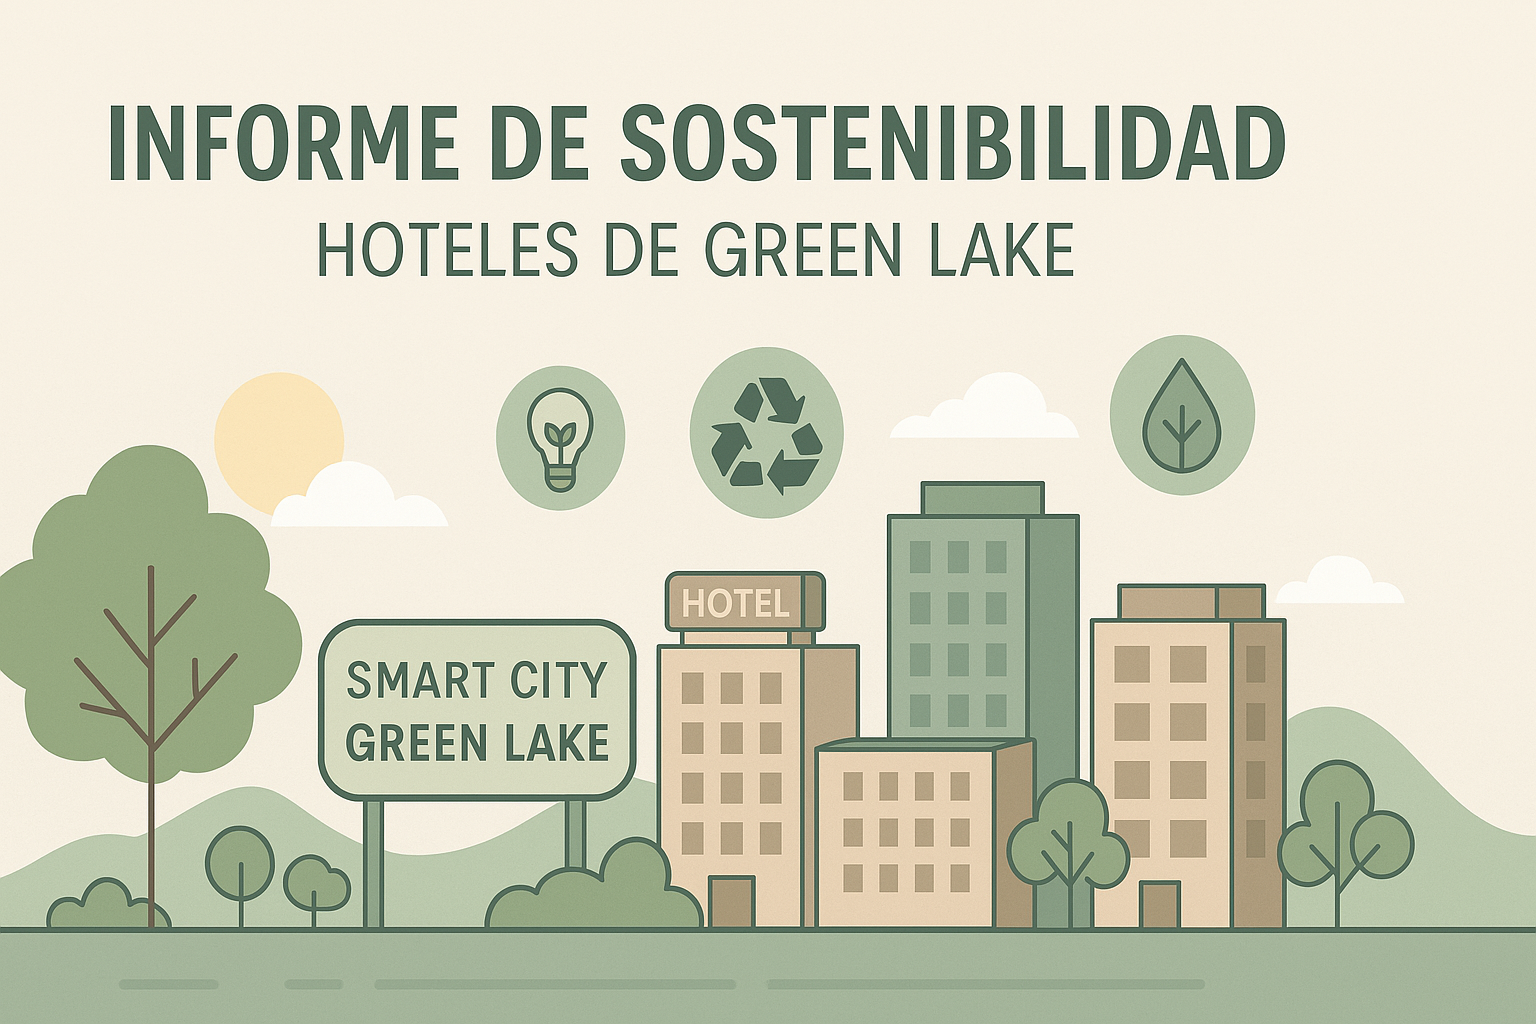 INFORME DE SOSTENIBILIDAD
HOTELES DE GREEN LAKE
HOTEL
SMART CITY
GREEN LAKE